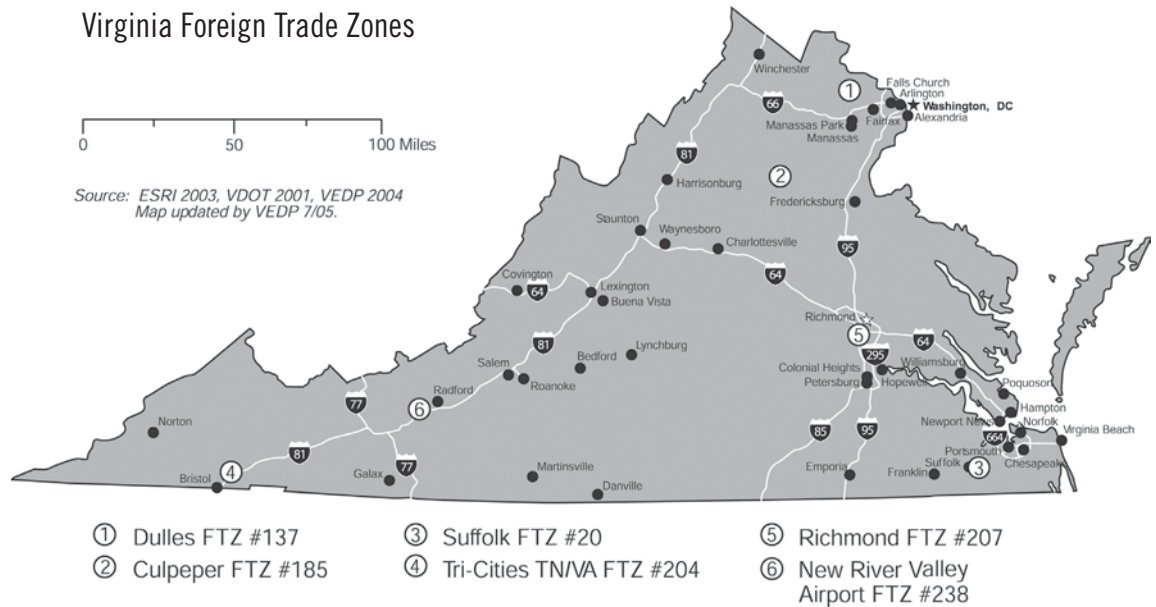 Virginia Foreign Trade Zones
0 50 100 Miles
Source: ESRI 2003, VDOT 2001, VEDP 2004
Map updated by VEDP 7/05.
Winchester
Falls Church
1
Arlington
66
Washington, DC
Fairfax
Alexandria
Manassas Park
Manassas
81
2
Harrisonburg
Fredericksburg
Staunton
Waynesboro
Charlottesville
95
64
Covington
64
Lexington
Buena Vista
Richmond
5
64
81
Lynchburg
295
Bedford
Williamsburg
Salem
Roanoke
Colonial Heights
Petersburg
Hopewell
Poquoson
Radford
77
6
Hampton
Newport News
Norfolk
Norton
85
95
664
Virginia Beach
81
Portsmouth
Chesapeak
4
Bristol
Galax
77
Martinsville
Danville
Emporia
Franklin
Suffolk
3
1 Dulles FTZ #137
2 Culpeper FTZ #185
3 Suffolk FTZ #20
4 Tri-Cities TN/VA FTZ #204
5 Richmond FTZ #207
6 New River Valley
Airport FTZ #238